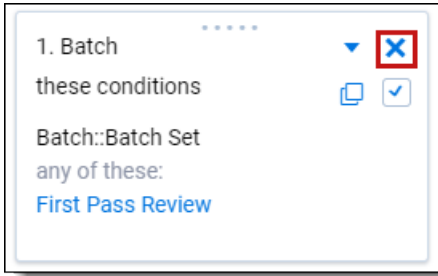 1. Batch
these conditions
Batch::Batch Set
any of these:
First Pass Review